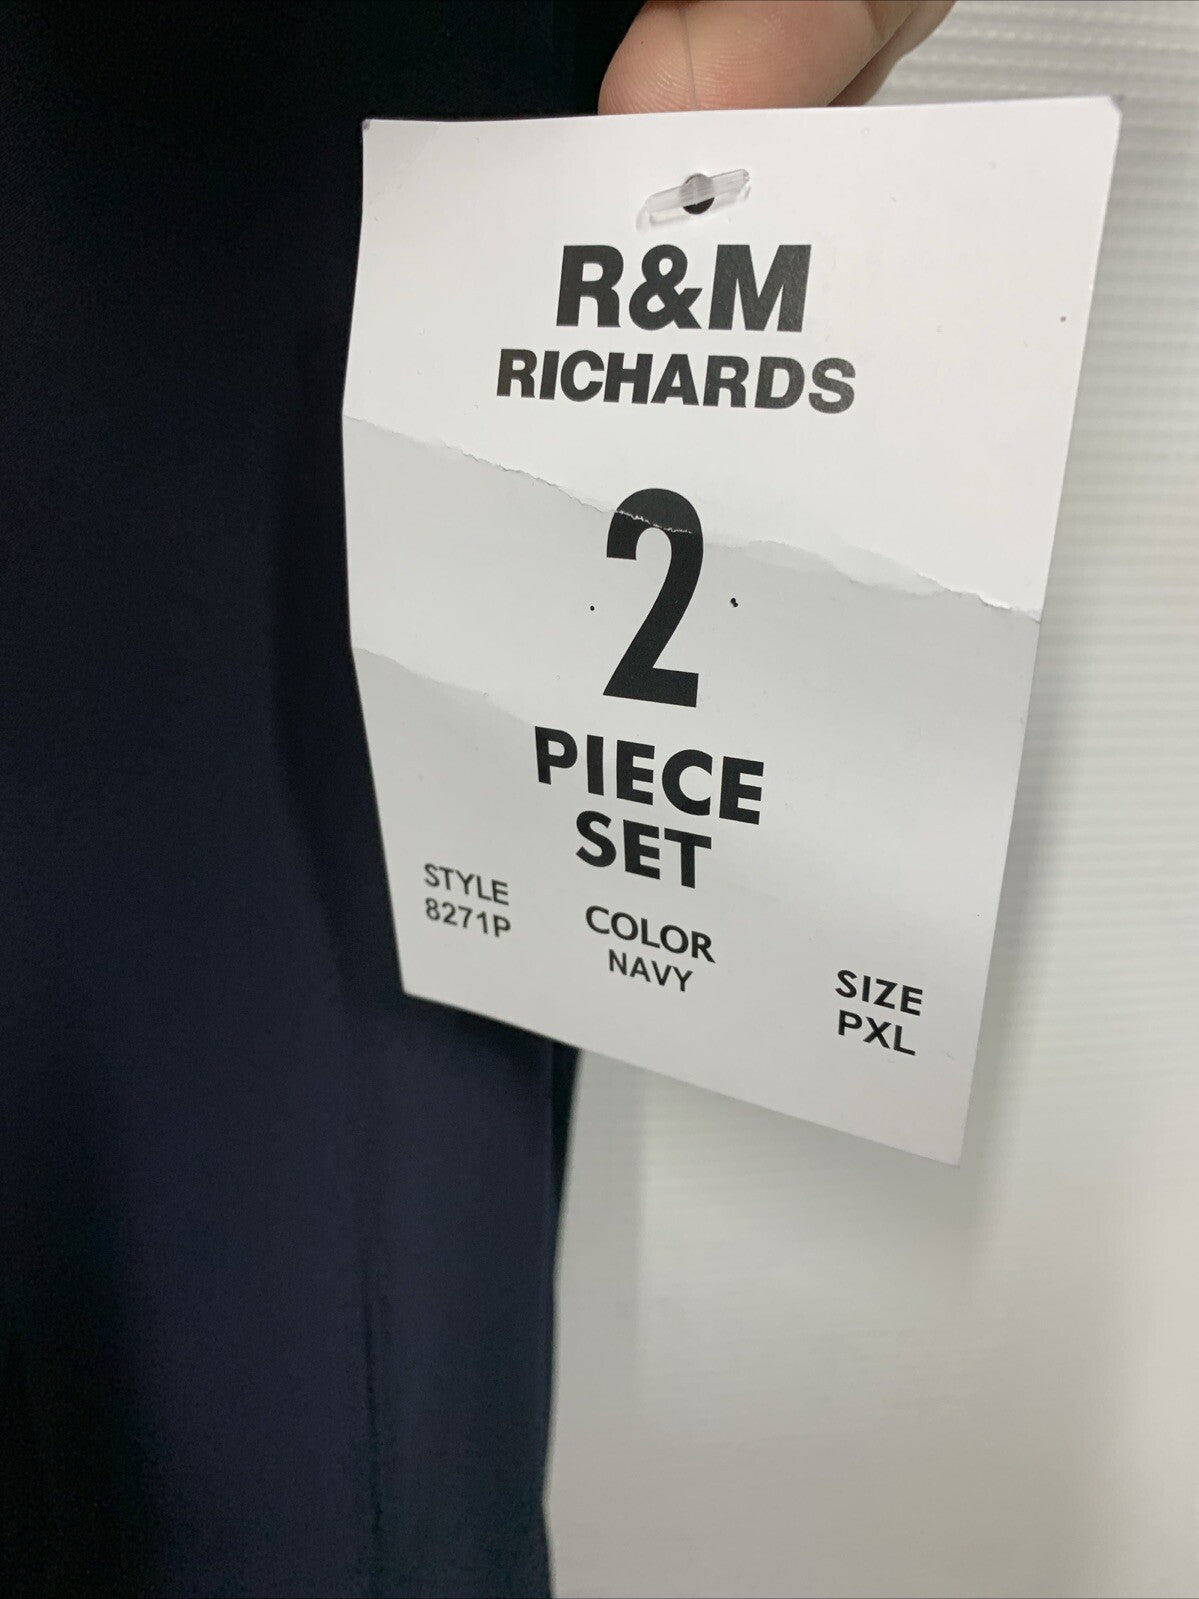 R&M
RICHARDS
2
PIECE
SET
STYLE
8271P
COLOR
NAVY
SIZE
PXL